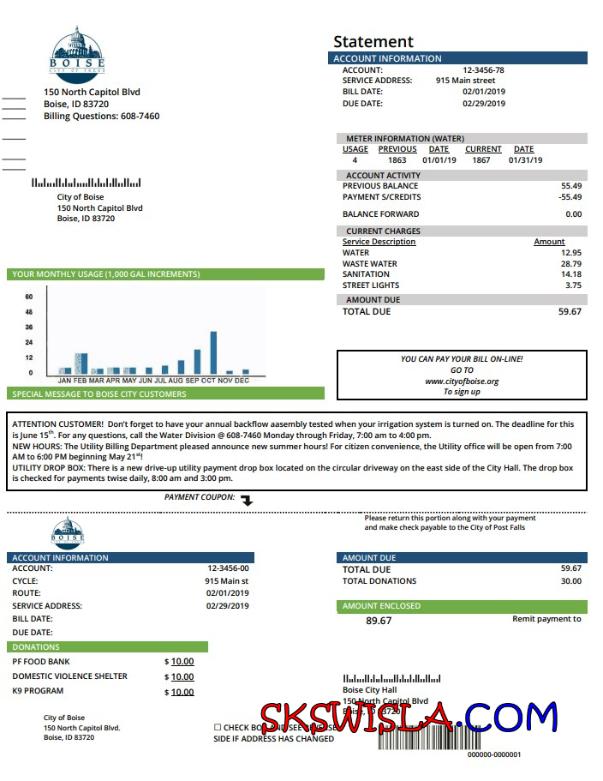 BOISE
CITY OF TREES
150 North Capitol Blvd
Boise, ID 83720
Billing Questions: 608-7460
City of Boise
150 North Capitol Blvd
Boise, ID 83720
Statement
ACCOUNT INFORMATION
ACCOUNT: 12-3456-78
SERVICE ADDRESS: 915 Main street
BILL DATE: 02/01/2019
DUE DATE: 02/29/2019
METER INFORMATION (WATER)
USAGE PREVIOUS DATE CURRENT DATE
4 1863 01/01/19 1867 01/31/19
ACCOUNT ACTIVITY
PREVIOUS BALANCE 55.49
PAYMENT S/CREDITS -55.49
BALANCE FORWARD 0.00
CURRENT CHARGES
Service Description Amount
WATER 12.95
WASTE WATER 28.79
SANITATION 14.18
STREET LIGHTS 3.75
AMOUNT DUE
TOTAL DUE 59.67
YOUR MONTHLY USAGE (1,000 GAL INCREMENTS)
60
48
36
24
12
0
JAN FEB MAR APR MAY JUN JUL AUG SEP OCT NOV DEC
YOU CAN PAY YOUR BILL ON-LINE!
GO TO
www.cityofboise.org
To sign up
SPECIAL MESSAGE TO BOISE CITY CUSTOMERS
ATTENTION CUSTOMER! Don't forget to have your annual backflow aasembly tested when your irrigation system is turned on. The deadline for this
is June 15th. For any questions, call the Water Division @ 608-7460 Monday through Friday, 7:00 am to 4:00 pm.
NEW HOURS: The Utility Billing Department pleased announce new summer hours! For citizen convenience, the Utility office will be open from 7:00
AM to 6:00 PM beginning May 21st!
UTILITY DROP BOX: There is a new drive-up utility payment drop box located on the circular driveway on the east side of the City Hall. The drop box
is checked for payments twise daily, 8:00 am and 3:00 pm.
PAYMENT COUPON:
Please return this portion along with your payment
and make check payable to the City of Post Falls
BOISE
ACCOUNT INFORMATION
ACCOUNT: 12-3456-00
CYCLE: 915 Main st
ROUTE: 02/01/2019
SERVICE ADDRESS: 02/29/2019
BILL DATE:
DUE DATE:
AMOUNT DUE
TOTAL DUE 59.67
TOTAL DONATIONS 30.00
AMOUNT ENCLOSED
89.67 Remit payment to
DONATIONS
PF FOOD BANK $ 10.00
DOMESTIC VIOLENCE SHELTER $ 10.00
K9 PROGRAM $ 10.00
Boise City Hall
150 North Capitol Blvd
Boise, 83720
SKSWISLA.COM
City of Boise
150 North Capitol Blvd.
Boise, ID 83720
☐ CHECK BOX AND SEE
SIDE IF ADDRESS HAS CHANGED
000000-0000001